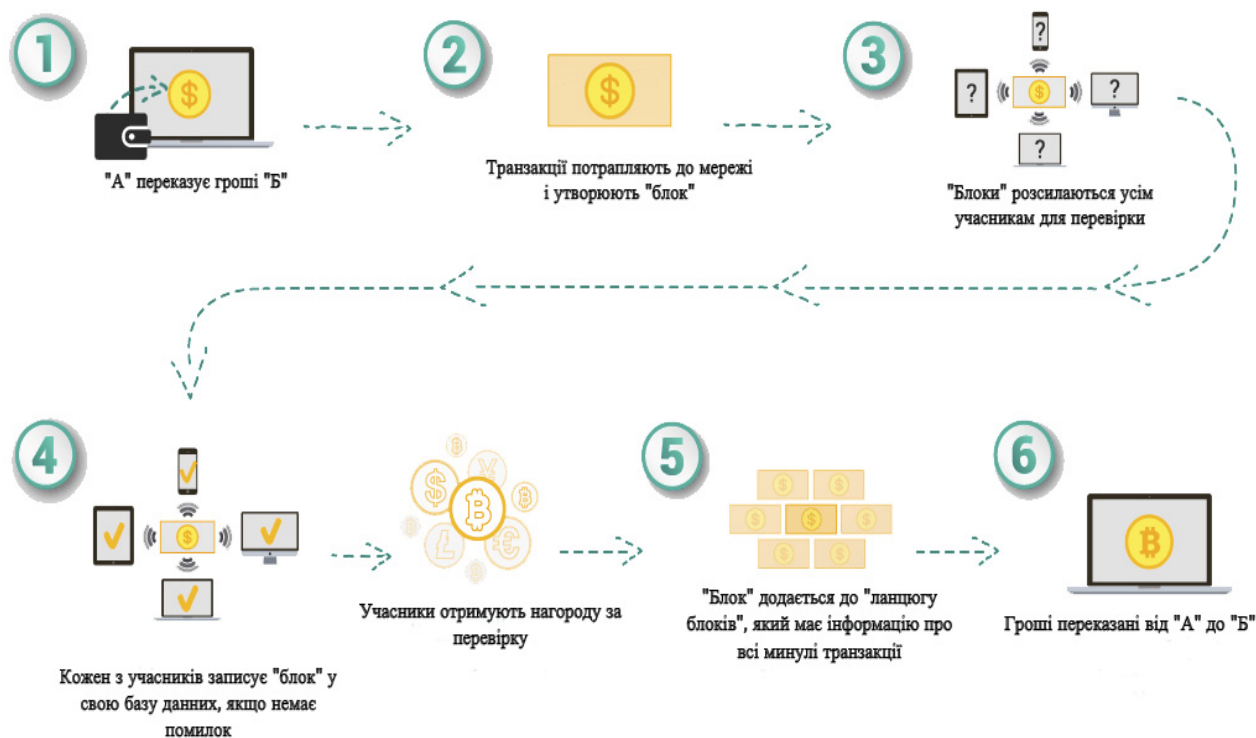 1
"А" переказує гроші "Б"
2
Транзакції потрапляють до мережі
і утворюють "блок"
3
"Блоки" розсилаються усім
учасникам для перевірки
4
Кожен з учасників записує "блок" у
свою базу данних, якщо немає
помилок
Учасники отримують нагороду за
перевірку
5
"Блок" додається до "ланцюгу
блоків", який має інформацію про
всі минулі транзакції
6
Гроші переказані від "А" до "Б"